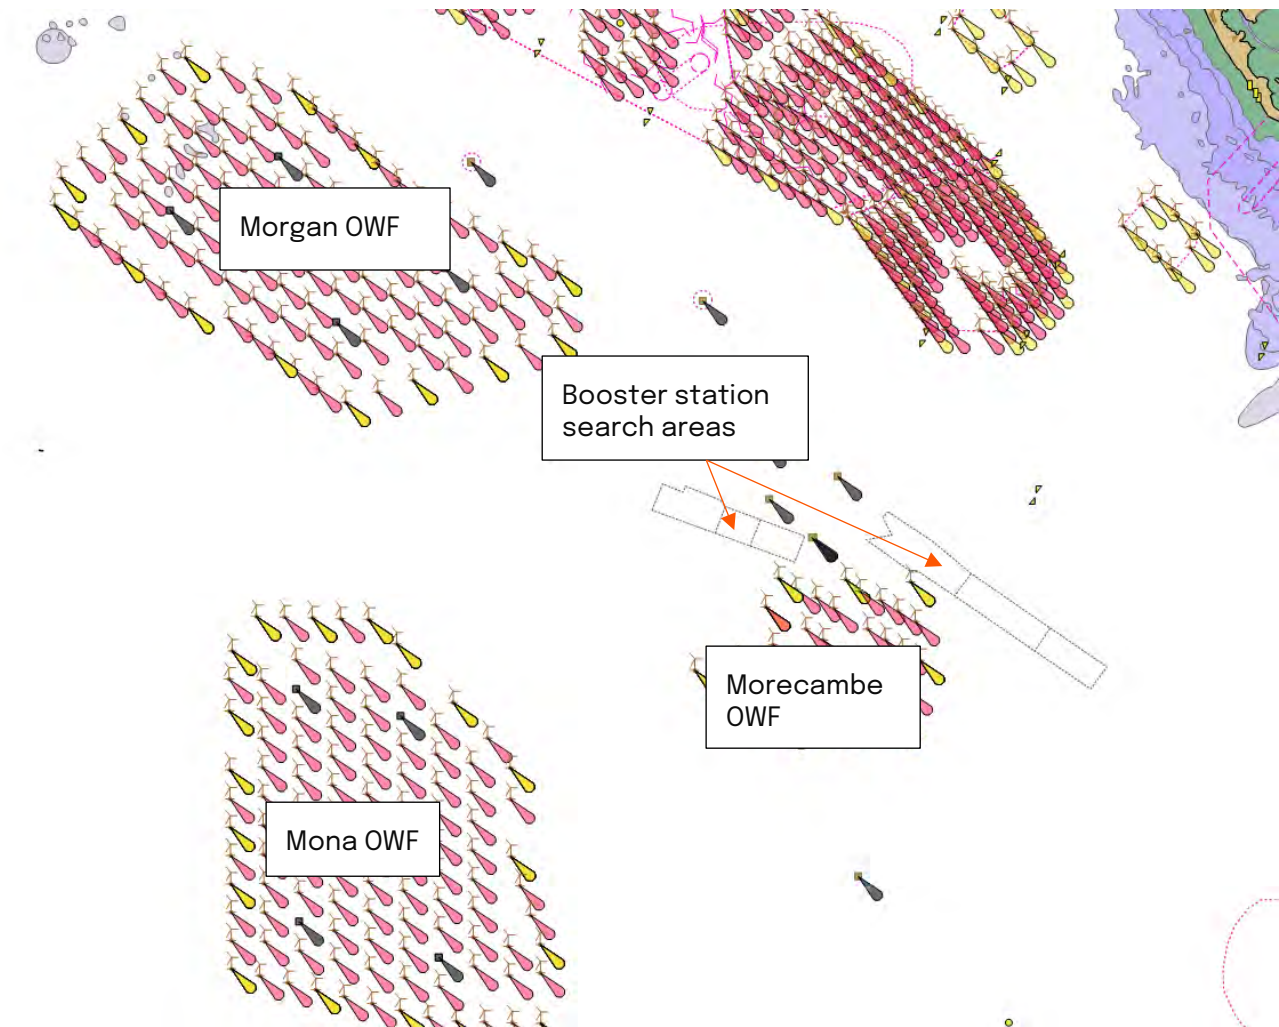 Morgan OWF
Booster station
search areas
Morecambe
OWF
Mona OWF